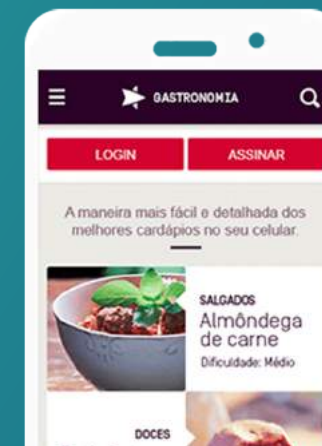 GASTRONOMIA
LOGIN
ASSINAR
A maneira mais fácil e detalhada dos
melhores cardápios no seu celular.
SALGADOS
Almôndega
de carne
Dificuldade: Médio
DOCES